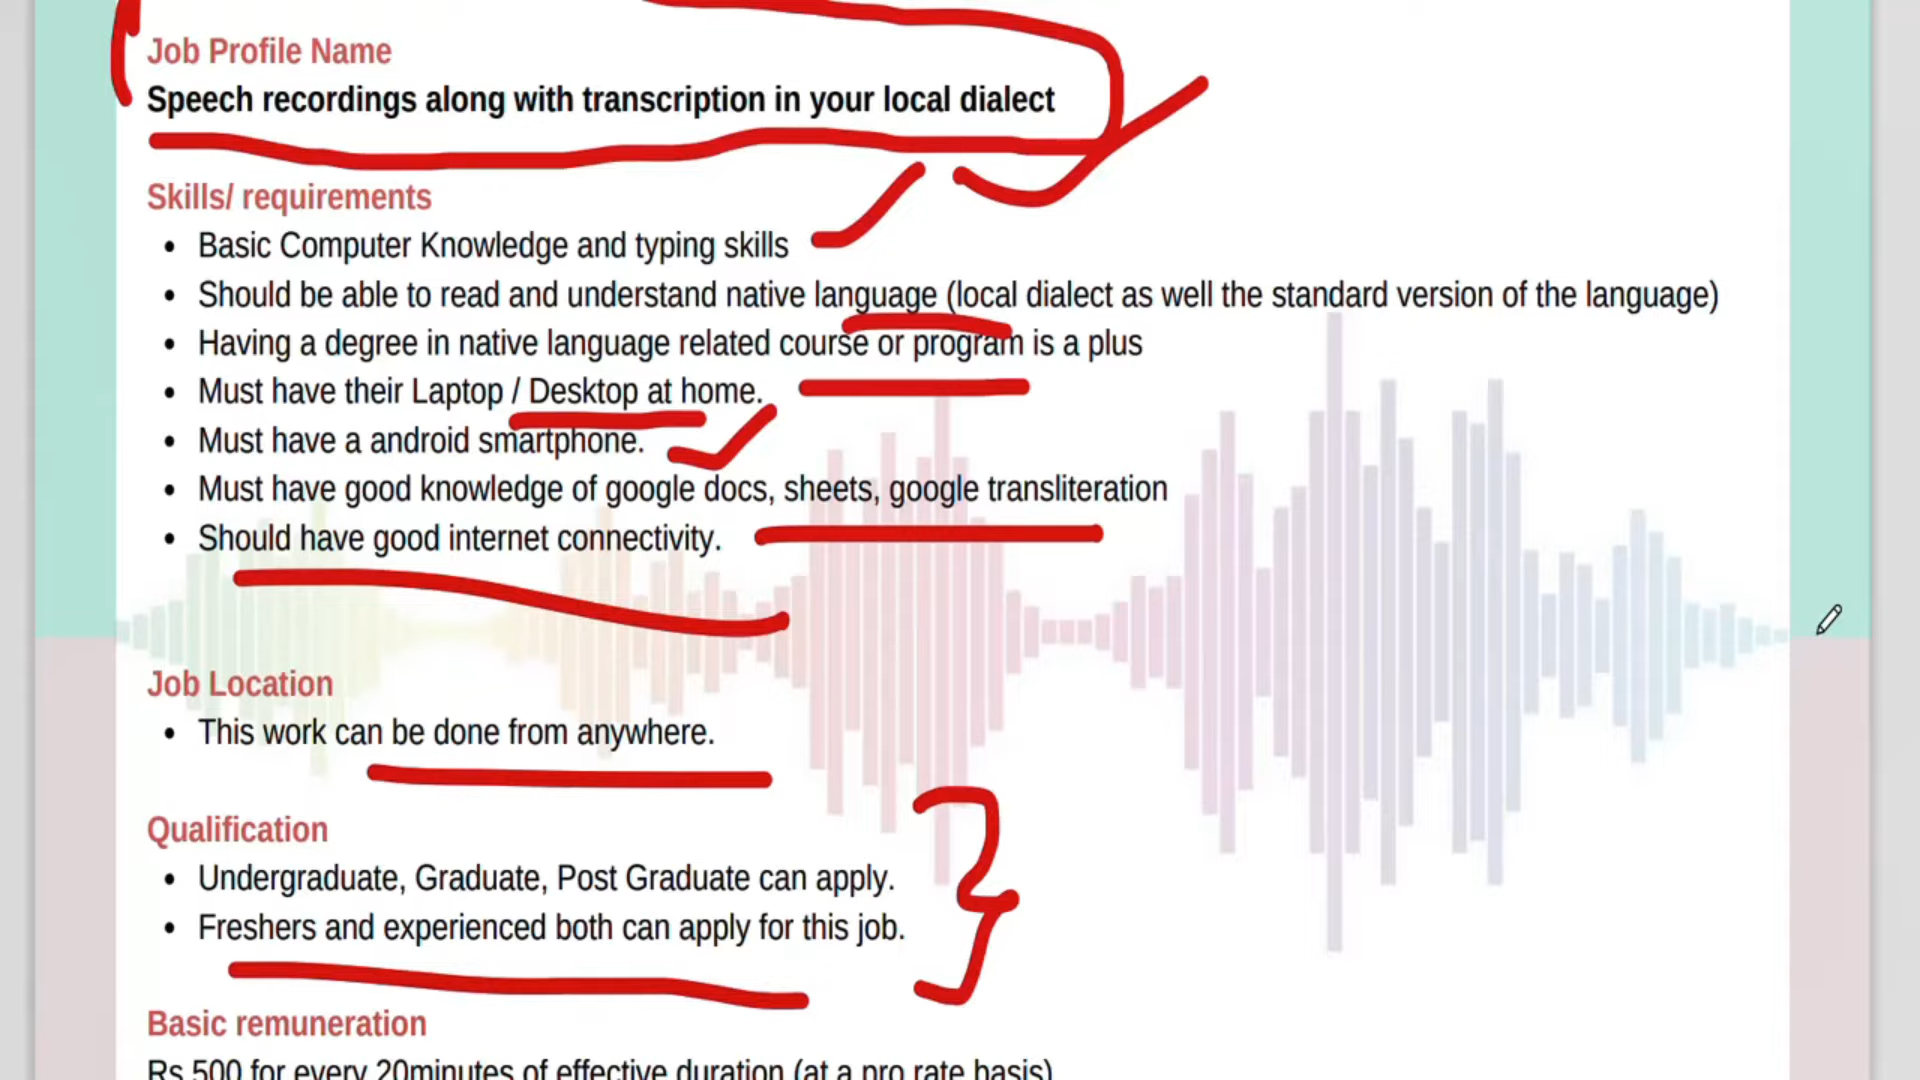 Job Profile Name
Speech recordings along with transcription in your local dialect
Skills/ requirements
• Basic Computer Knowledge and typing skills
• Should be able to read and understand native language (local dialect as well the standard version of the language)
• Having a degree in native language related course or program is a plus
• Must have their Laptop / Desktop at home.
• Must have a android smartphone.
• Must have good knowledge of google docs, sheets, google transliteration
• Should have good internet connectivity.
Job Location
• This work can be done from anywhere.
Qualification
• Undergraduate, Graduate, Post Graduate can apply.
• Freshers and experienced both can apply for this job.
Basic remuneration
Rs 500 for every 20minutes of effective duration (at a pro rate basis)